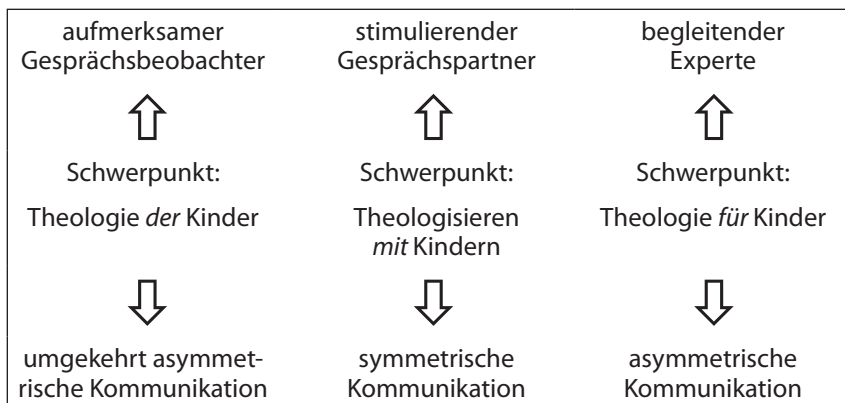 aufmerksamer
Gesprächsbeobachter
stimulierender
Gesprächspartner
begleitender
Experte
Schwerpunkt:
Schwerpunkt:
Schwerpunkt:
Theologie der Kinder
Theologisieren
mit Kindern
Theologie für Kinder
umgekehrt asymmet-
rische Kommunikation
symmetrische
Kommunikation
asymmetrische
Kommunikation